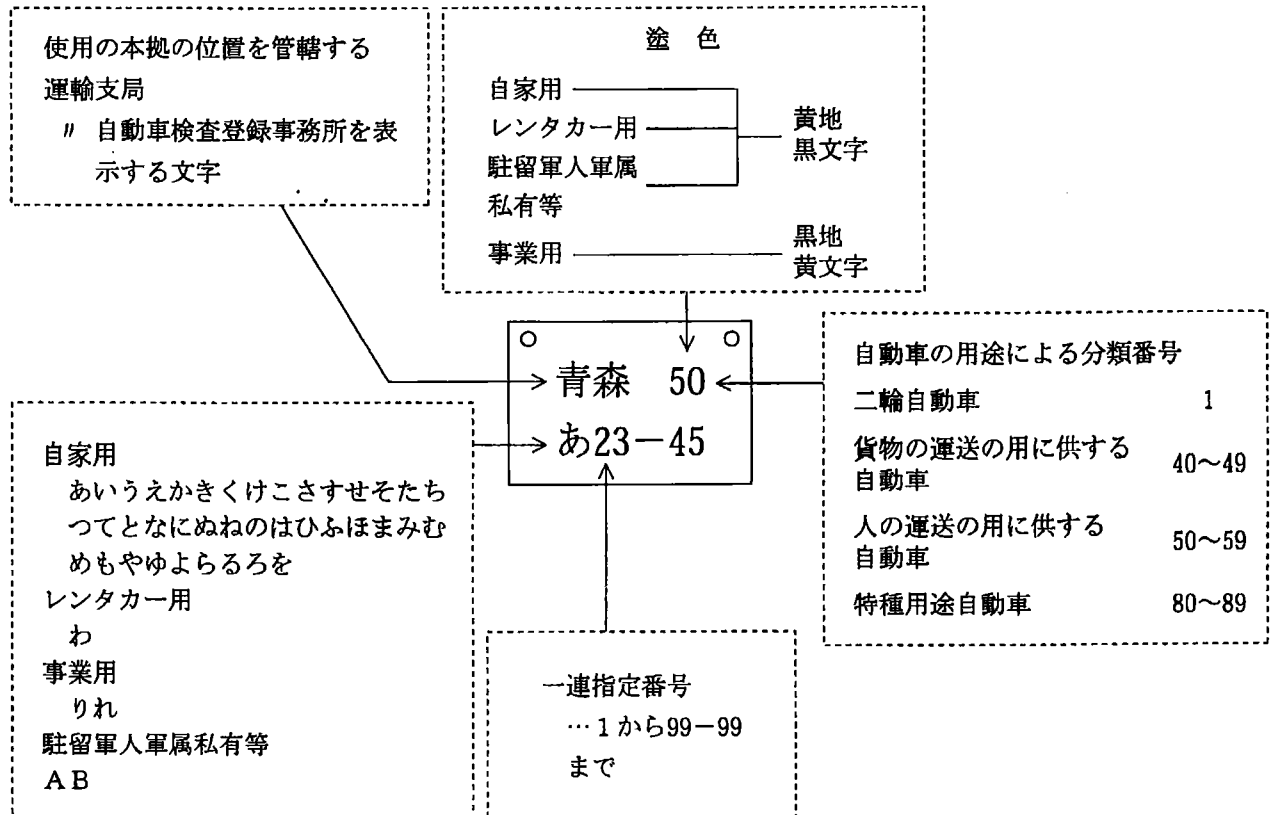 使用の本拠の位置を管轄する
運輸支局
〃 自動車検査登録事務所を表
示する文字
塗 色
自家用
レンタカー用
駐留軍人軍属
私有等
黄地
黒文字
事業用
黒地
黄文字
青森 50
あ23-45
自動車の用途による分類番号
二輪自動車 1
貨物の運送の用に供する
自動車 40〜49
人の運送の用に供する
自動車 50〜59
特種用途自動車 80〜89
自家用
あいうえかきくけこさすせそたち
つてとなにぬねのはひふほまみむ
めもやゆよらるろを
レンタカー用
わ
事業用
りれ
駐留軍人軍属私有等
AB
一連指定番号
…1から99-99
まで